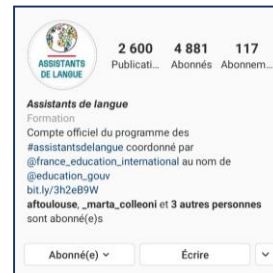 ASSISTANTS
DE LANGUE
2 600 4 881 117
Publicati... Abonnés Abonnem...
Assistants de langue
Formation
Compte officiel du programme des
#assistantsdelangue coordonné par
@france_education_international au nom de
@education_gouv
bit.ly/3h2eB9W
aftoulouse, _marta_colleoni et 3 autres personnes
sont abonné(e)s
Abonné(e) Écrire